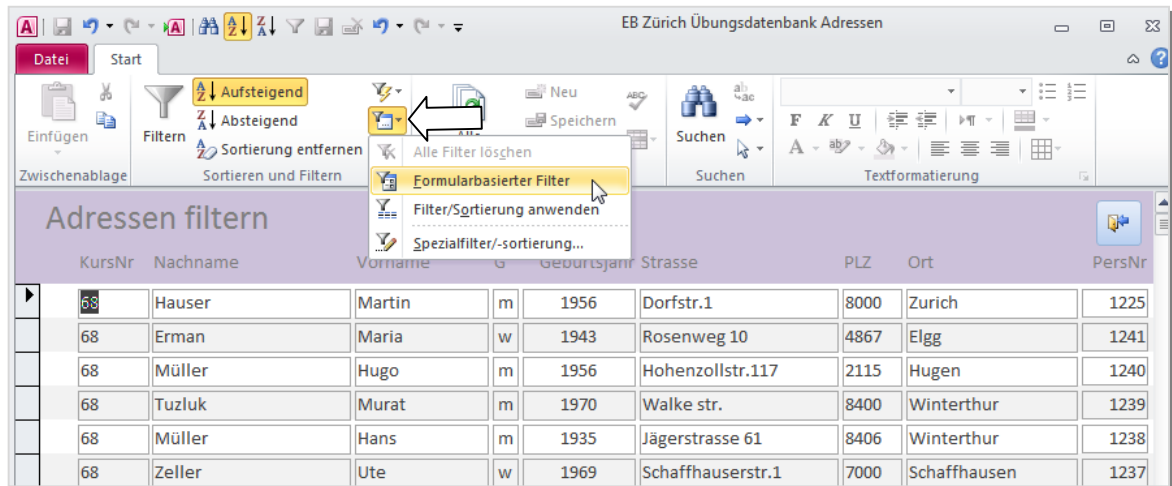 EB Zürich Übungsdatenbank Adressen
Datei Start
Aufsteigend Neu
Absteigend Speichern
Einfügen Filtern Sortierung entfernen Suchen F K U
Zwischenablage Sortieren und Filtern Suchen Textformatierung
Alle Filter löschen
Formularbasierter Filter
Filter/Sortierung anwenden
Spezialfilter/-sortierung...
Adressen filtern
KursNr Nachname Vorname G Geburtsjahr Strasse PLZ Ort PersNr
68 Hauser Martin m 1956 Dorfstr.1 8000 Zurich 1225
68 Erman Maria w 1943 Rosenweg 10 4867 Elgg 1241
68 Müller Hugo m 1956 Hohenzollstr.117 2115 Hugen 1240
68 Tuzluk Murat m 1970 Walke str. 8400 Winterthur 1239
68 Müller Hans m 1935 Jägerstrasse 61 8406 Winterthur 1238
68 Zeller Ute w 1969 Schaffhauserstr.1 7000 Schaffhausen 1237